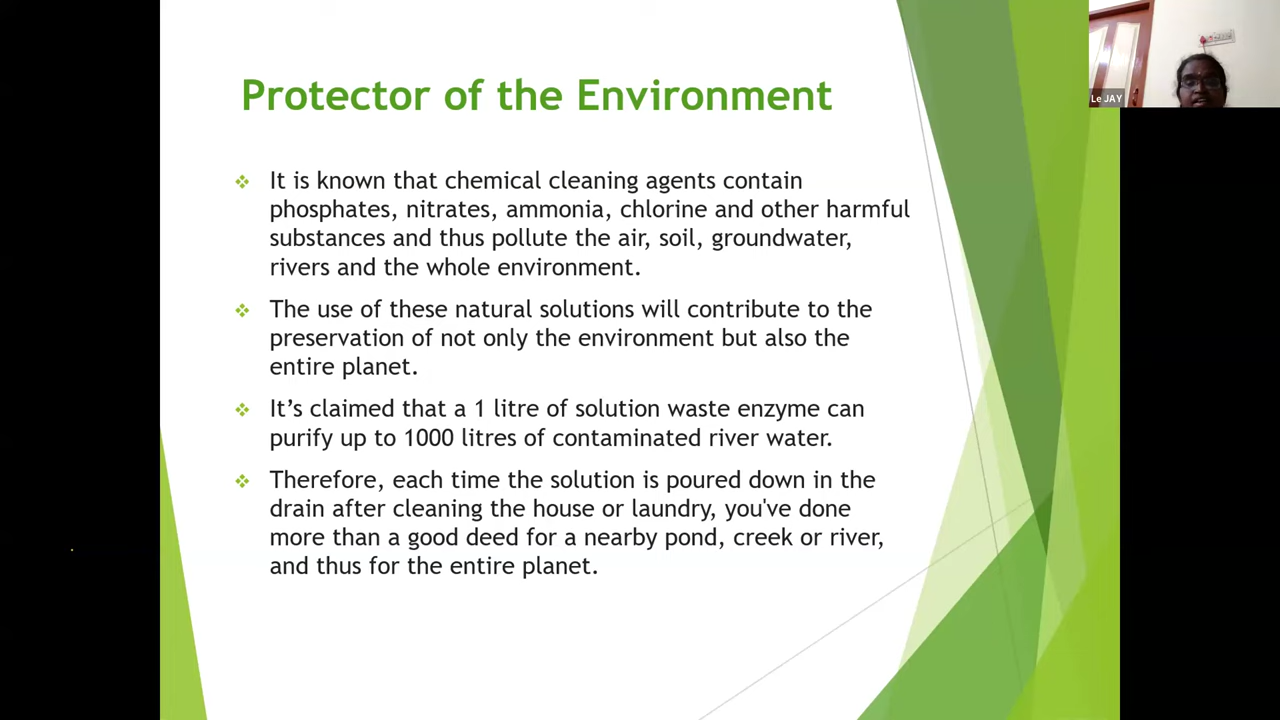 Protector of the Environment
Le JAY
It is known that chemical cleaning agents contain
phosphates, nitrates, ammonia, chlorine and other harmful
substances and thus pollute the air, soil, groundwater,
rivers and the whole environment.
The use of these natural solutions will contribute to the
preservation of not only the environment but also the
entire planet.
It’s claimed that a 1 litre of solution waste enzyme can
purify up to 1000 litres of contaminated river water.
Therefore, each time the solution is poured down in the
drain after cleaning the house or laundry, you've done
more than a good deed for a nearby pond, creek or river,
and thus for the entire planet.